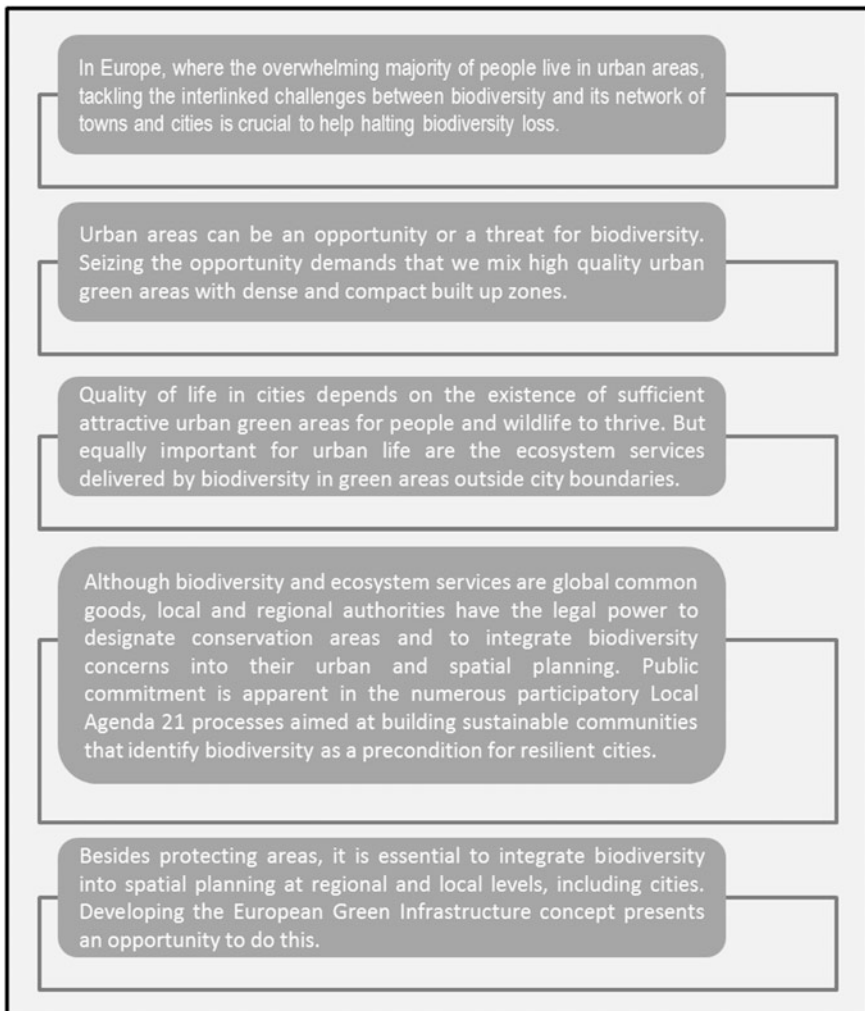 In Europe, where the overwhelming majority of people live in urban areas,
tackling the interlinked challenges between biodiversity and its network of
towns and cities is crucial to help halting biodiversity loss.
Urban areas can be an opportunity or a threat for biodiversity.
Seizing the opportunity demands that we mix high quality urban
green areas with dense and compact built up zones.
Quality of life in cities depends on the existence of sufficient
attractive urban green areas for people and wildlife to thrive. But
equally important for urban life are the ecosystem services
delivered by biodiversity in green areas outside city boundaries.
Although biodiversity and ecosystem services are global common
goods, local and regional authorities have the legal power to
designate conservation areas and to integrate biodiversity
concerns into their urban and spatial planning. Public
commitment is apparent in the numerous participatory Local
Agenda 21 processes aimed at building sustainable communities
that identify biodiversity as a precondition for resilient cities.
Besides protecting areas, it is essential to integrate biodiversity
into spatial planning at regional and local levels, including cities.
Developing the European Green Infrastructure concept presents
an opportunity to do this.